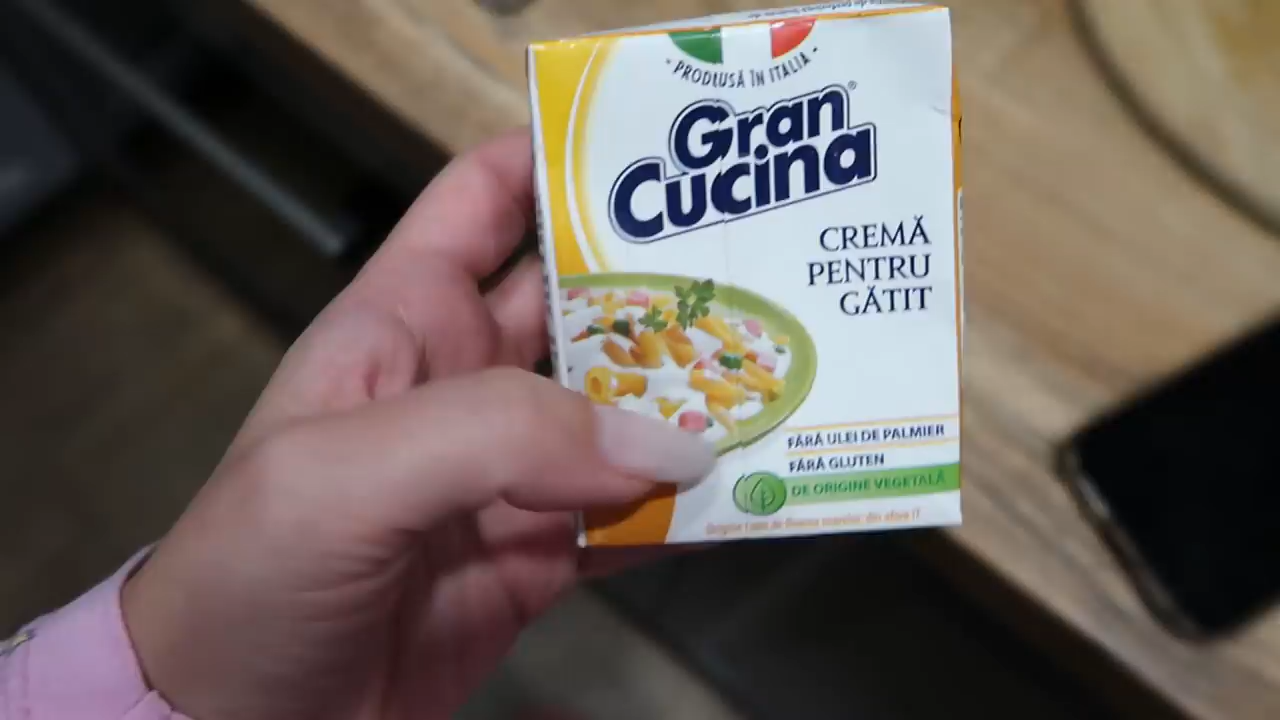 · PRODUSĂ ÎN ITALIA ·
Gran
Cucina®
CREMĂ
PENTRU
GĂTIT
FĂRĂ ULEI DE PALMIER
FĂRĂ GLUTEN
DE ORIGINE VEGETALĂ